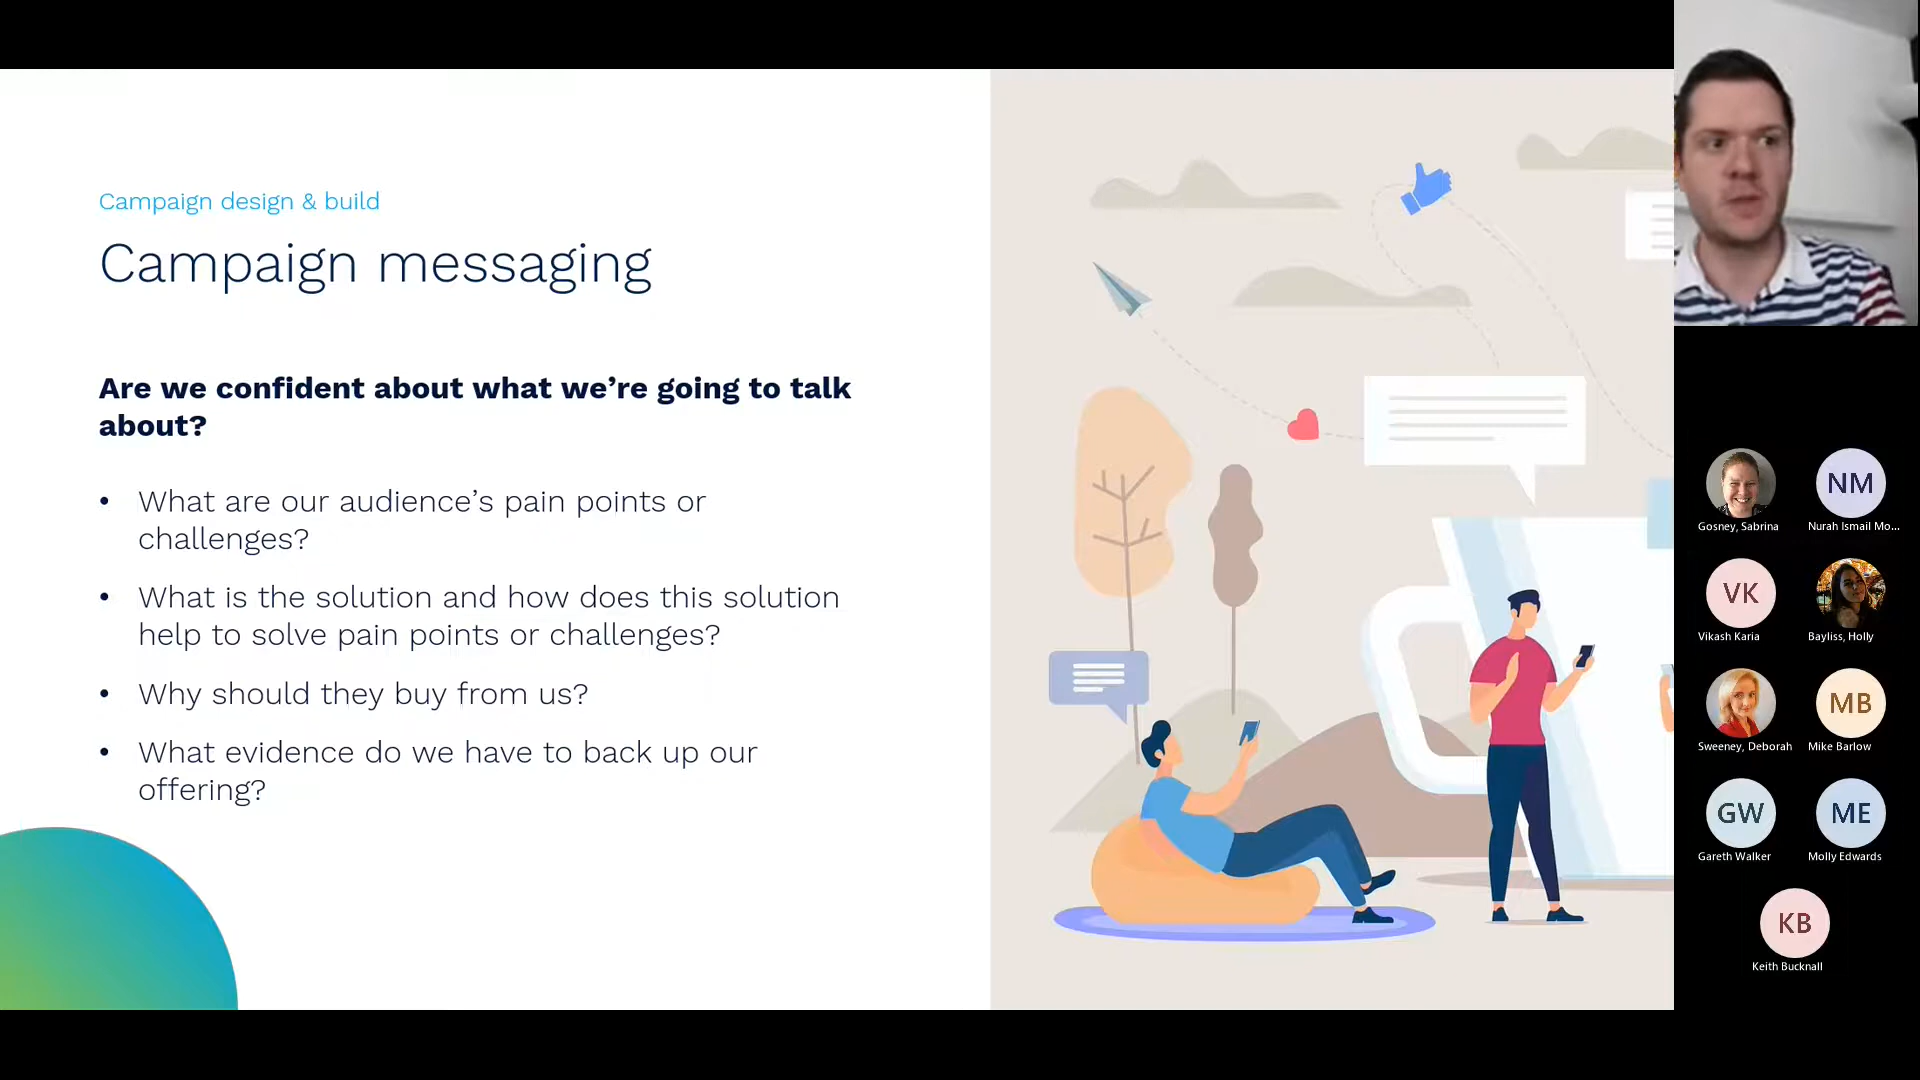 Campaign design & build
Campaign messaging
Are we confident about what we're going to talk
about?
• What are our audience's pain points or
challenges?
• What is the solution and how does this solution
help to solve pain points or challenges?
• Why should they buy from us?
• What evidence do we have to back up our
offering?
NM
Gosney, Sabrina
Nurah Ismail Mo...
VK
Vikash Karia
Bayliss, Holly
MB
Sweeney, Deborah
Mike Barlow
GW
ME
Gareth Walker
Molly Edwards
KB
Keith Bucknall